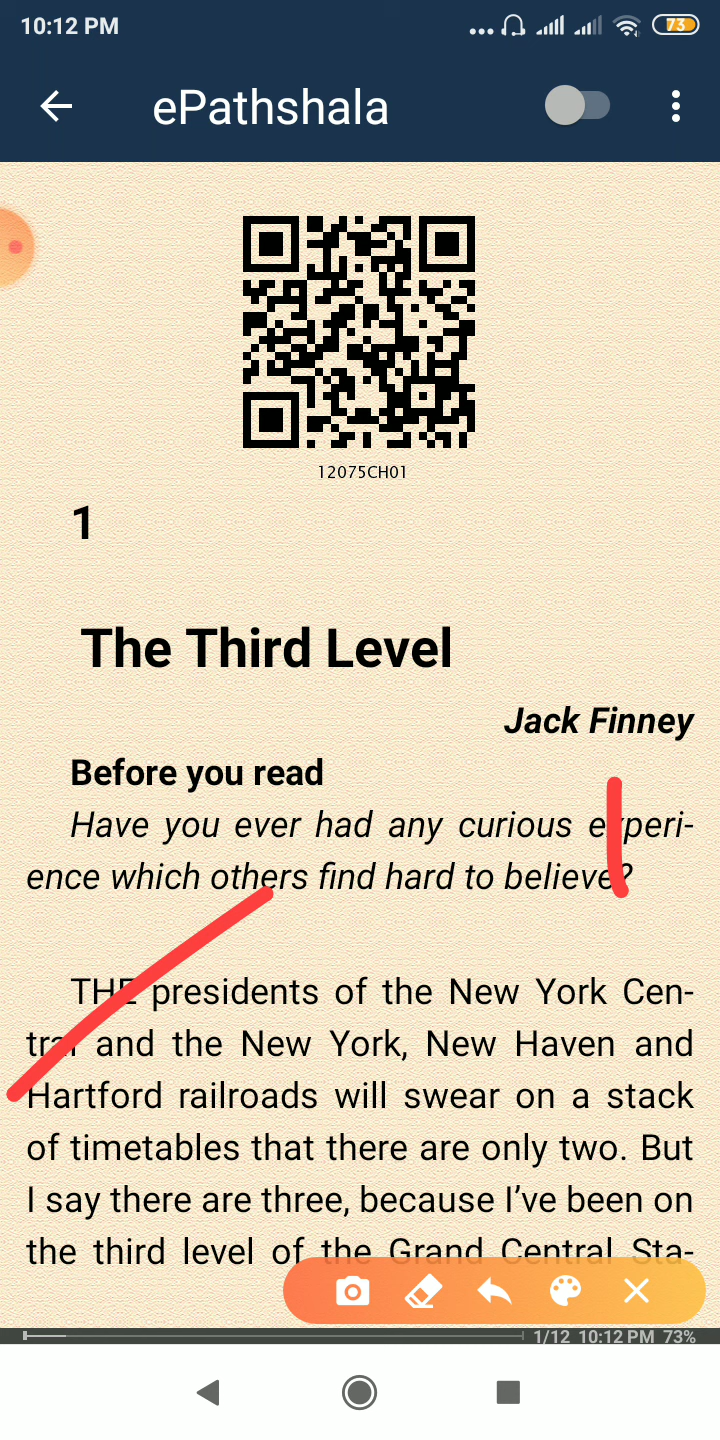 10:12 PM
73
ePathshala
12075CH01
1
The Third Level
Jack Finney
Before you read
Have you ever had any curious experi-
ence which others find hard to believe?
THE presidents of the New York Cen-
tral and the New York, New Haven and
Hartford railroads will swear on a stack
of timetables that there are only two. But
I say there are three, because I’ve been on
the third level of the Grand Central Sta-
1/12 10:12 PM 73%